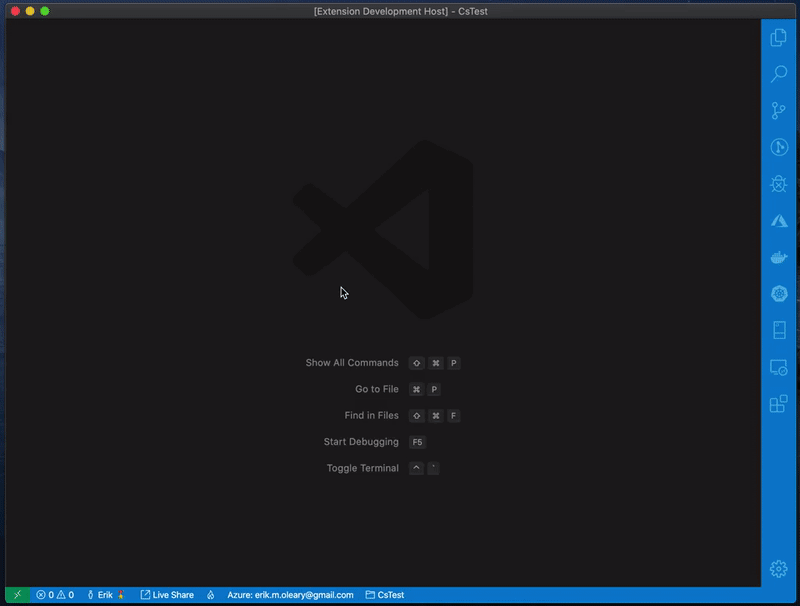 [Extension Development Host] - CsTest
Show All Commands ⇧ ⌘ P
Go to File ⌘ P
Find in Files ⇧ ⌘ F
Start Debugging F5
Toggle Terminal ^ `
0 0 Erik Live Share Azure: erik.m.oleary@gmail.com CsTest